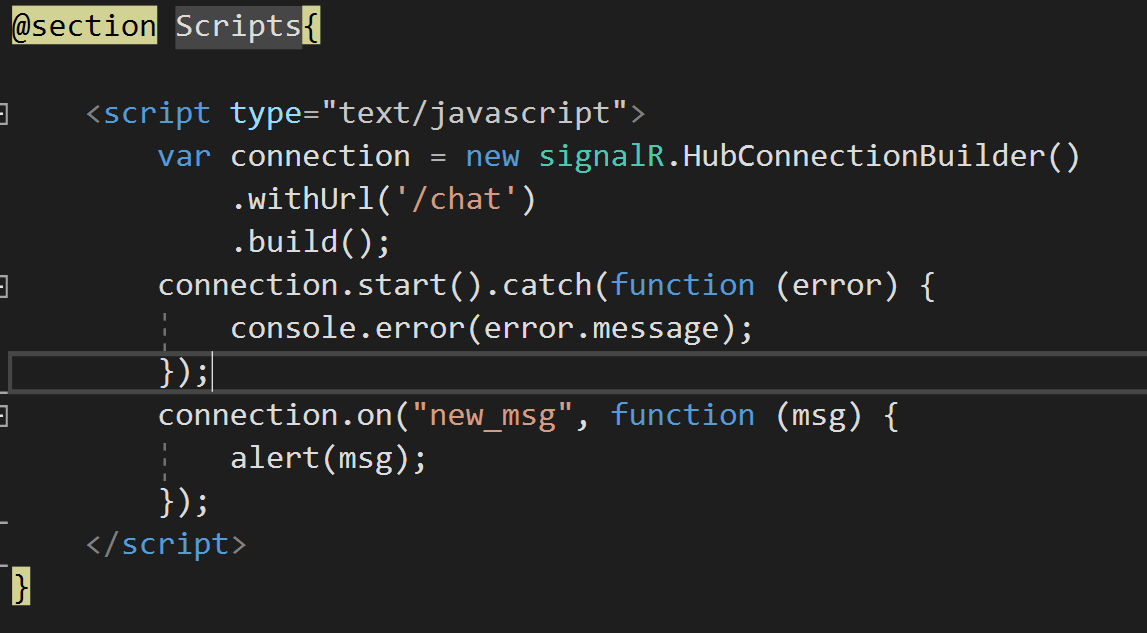 @section Scripts{
<script type="text/javascript">
var connection = new signalR.HubConnectionBuilder()
.withUrl('/chat')
.build();
connection.start().catch(function (error) {
console.error(error.message);
});
connection.on("new_msg", function (msg) {
alert(msg);
});
</script>
}